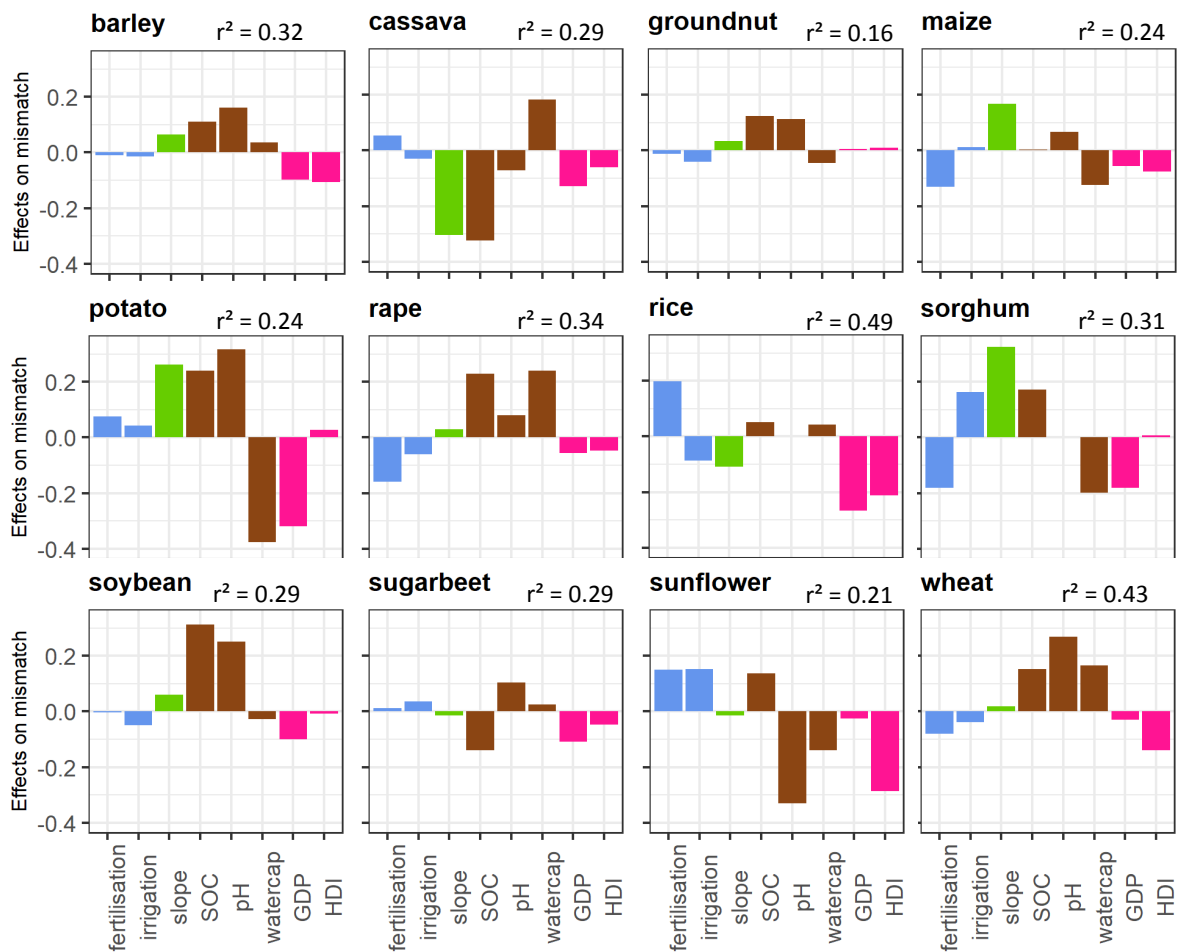 barley
r² = 0.32
cassava
r² = 0.29
groundnut
r² = 0.16
maize
r² = 0.24
Effects on mismatch
0.2
0.0
-0.2
-0.4
potato
r² = 0.24
rape
r² = 0.34
rice
r² = 0.49
sorghum
r² = 0.31
Effects on mismatch
0.2
0.0
-0.2
-0.4
soybean
r² = 0.29
sugarbeet
r² = 0.29
sunflower
r² = 0.21
wheat
r² = 0.43
Effects on mismatch
0.2
0.0
-0.2
-0.4
fertilisation
irrigation
slope
SOC
pH
watercap
GDP
HDI
fertilisation
irrigation
slope
SOC
pH
watercap
GDP
HDI
fertilisation
irrigation
slope
SOC
pH
watercap
GDP
HDI
fertilisation
irrigation
slope
SOC
pH
watercap
GDP
HDI